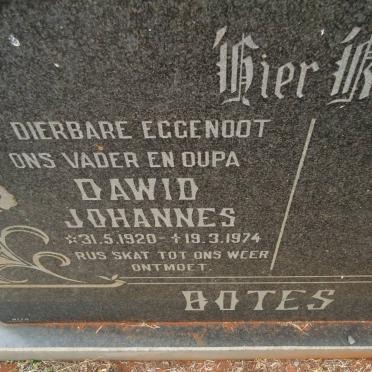 Hier
DIERBARE EGGENOOT
ONS VADER EN OUPA
DAWID
JOHANNES
☆31.5.1920-†19.3.1974
RUS SKAT TOT ONS WEER
ONTMOET.
BOTES